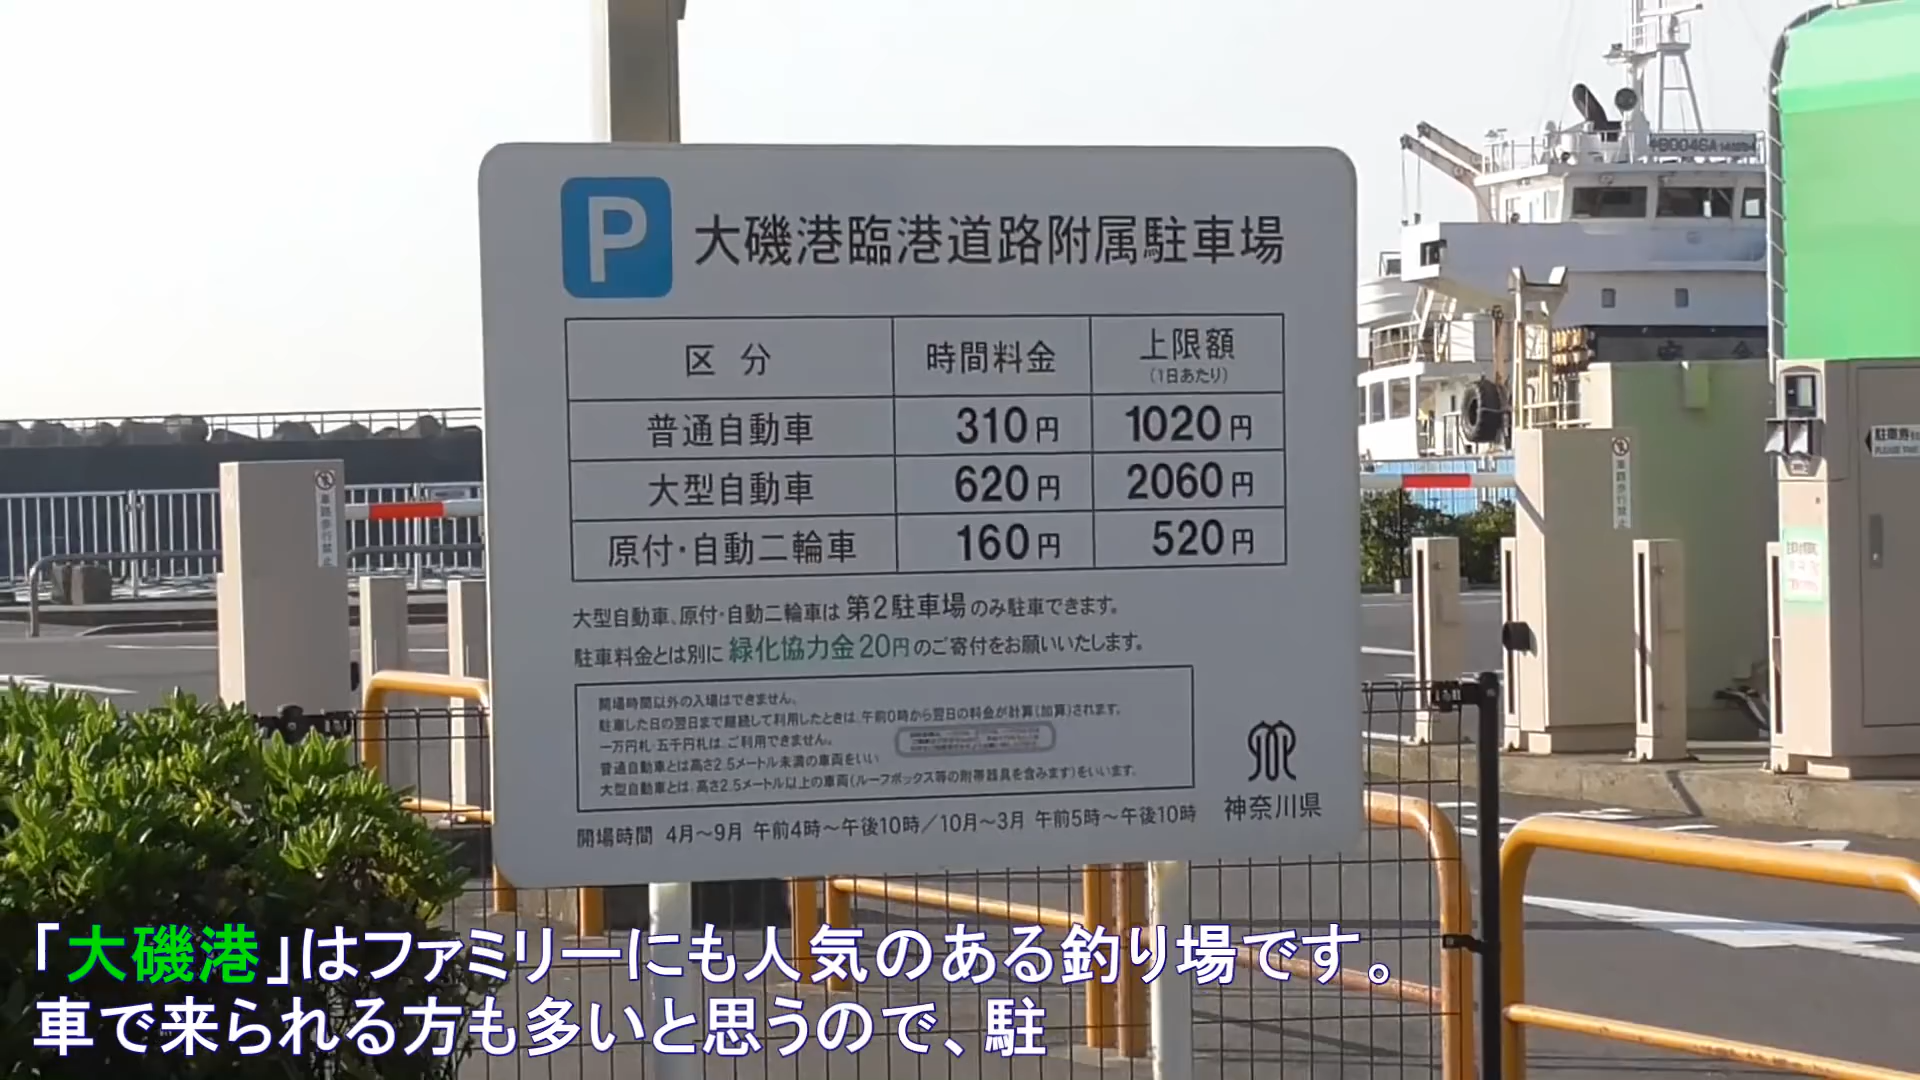 P 大磯港臨港道路附属駐車場
区分 時間料金 上限額
(1日あたり)
普通自動車 310円 1020円
大型自動車 620円 2060円
原付・自動二輪車 160円 520円
大型自動車、原付・自動二輪車は 第2駐車場 のみ駐車できます。
駐車料金とは別に 緑化協力金20円 のご寄付をお願いいたします。
開場時間以外の入場はできません。
駐車した日の翌日まで継続して利用したときは、午前0時から翌日の料金が計算(加算)されます。
一万円札、五千円札は、ご利用できません。
普通自動車とは高さ2.5メートル未満の車両をいい
大型自動車とは、高さ2.5メートル以上の車両(ルーフボックス等の附帯器具を含みます)をいいます。
神奈川県
開場時間 4月〜9月 午前4時〜午後10時/10月〜3月 午前5時〜午後10時
車路歩行禁止
車路歩行禁止
「大磯港」はファミリーにも人気のある釣り場です。
車で来られる方も多いと思うので、駐